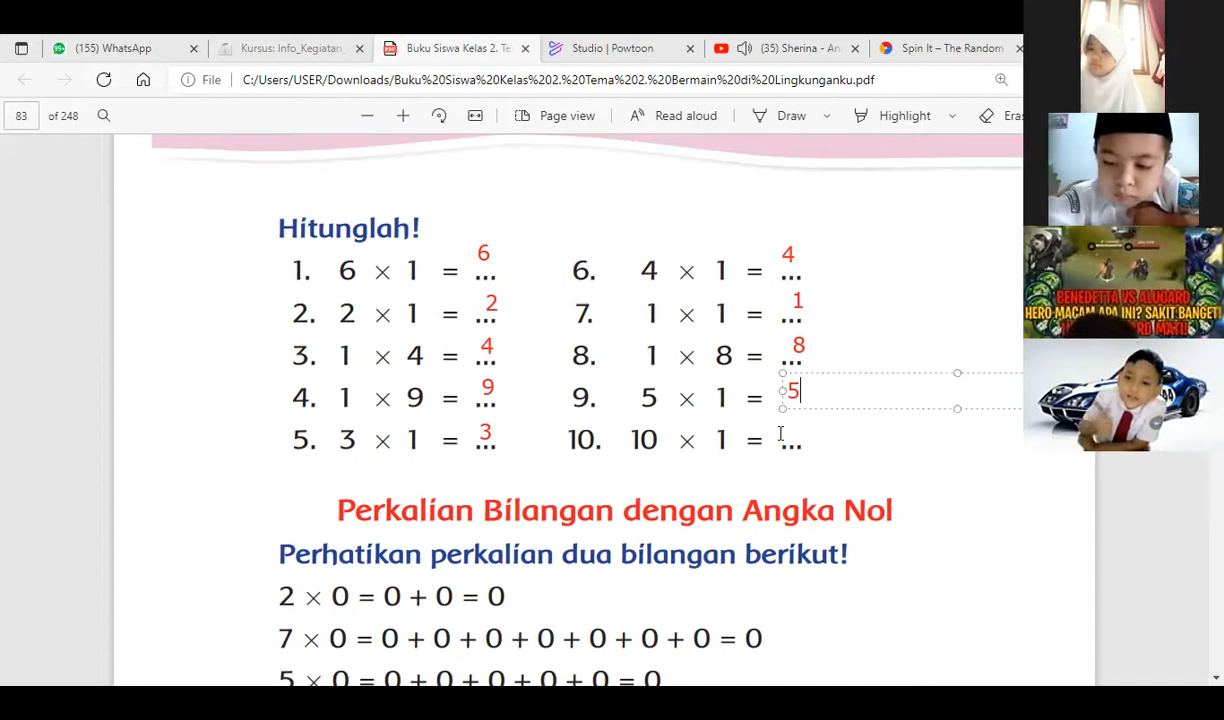 (155) WhatsApp
Kursus: Info_Kegiatan_
Buku Siswa Kelas 2. Te
Studio | Powtoon
(35) Sherina - An
Spin It – The Random
File C:/Users/USER/Downloads/Buku%20Siswa%20Kelas%202.%20Tema%202.%20Bermain%20di%20Lingkunganku.pdf
83 of 248
Page view
Read aloud
Draw
Highlight
Eras
Hitunglah!
1. 6 × 1 = ... 6
2. 2 × 1 = ... 2
3. 1 × 4 = ... 4
4. 1 × 9 = ... 9
5. 3 × 1 = ... 3
6. 4 × 1 = ... 4
7. 1 × 1 = ... 1
8. 1 × 8 = ... 8
9. 5 × 1 = 5
10. 10 × 1 = ...
Perkalian Bilangan dengan Angka Nol
Perhatikan perkalian dua bilangan berikut!
2 × 0 = 0 + 0 = 0
7 × 0 = 0 + 0 + 0 + 0 + 0 + 0 + 0 = 0
5 × 0 = 0 + 0 + 0 + 0 + 0 = 0
BENEDETTA VS ALUGARD
HERO MACAM APA INI? SAKIT BANGET!
RD MATI!